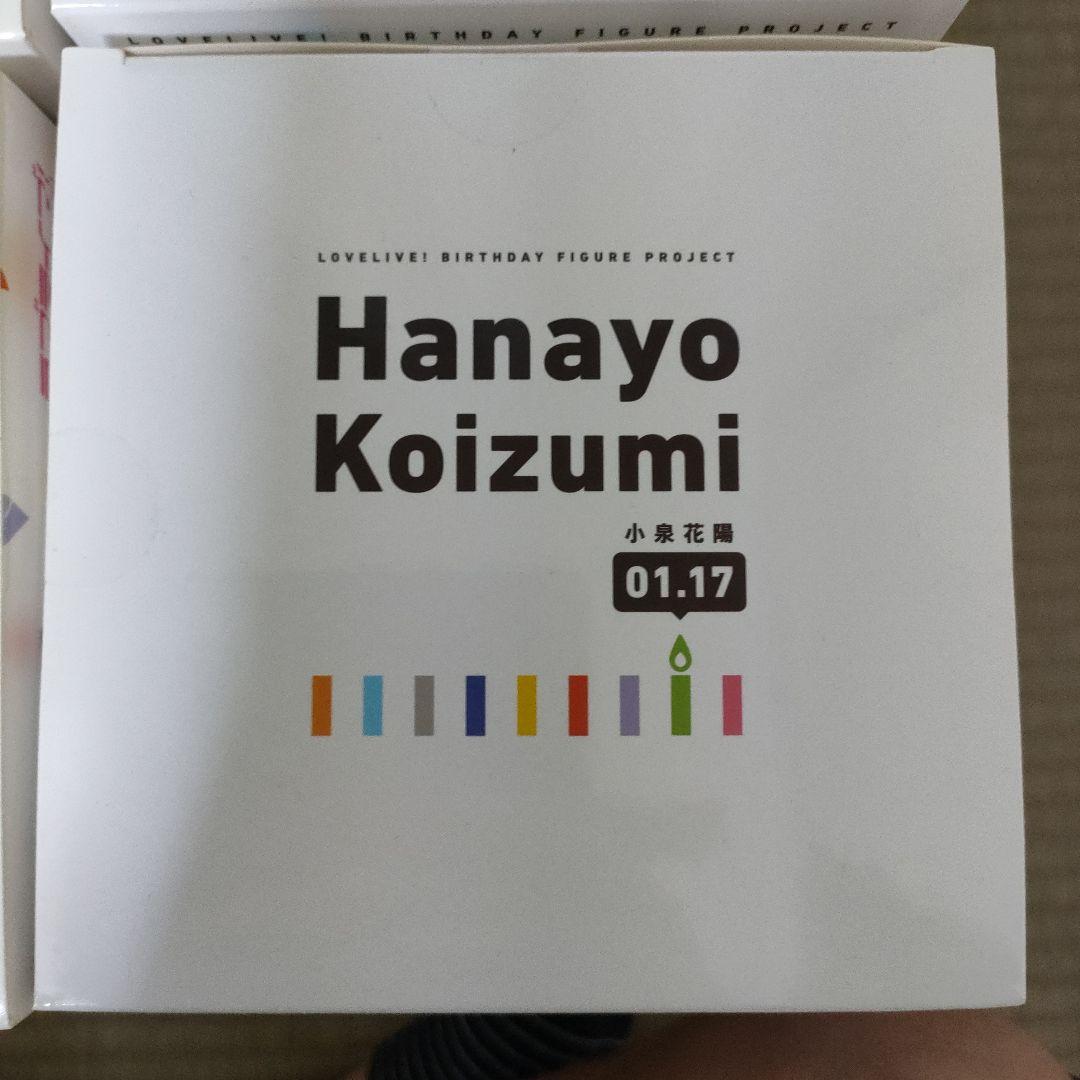 LOVELIVE! BIRTHDAY FIGURE PROJECT
LOVELIVE! BIRTHDAY FIGURE PROJECT
Hanayo
Koizumi
小泉花陽
01.17